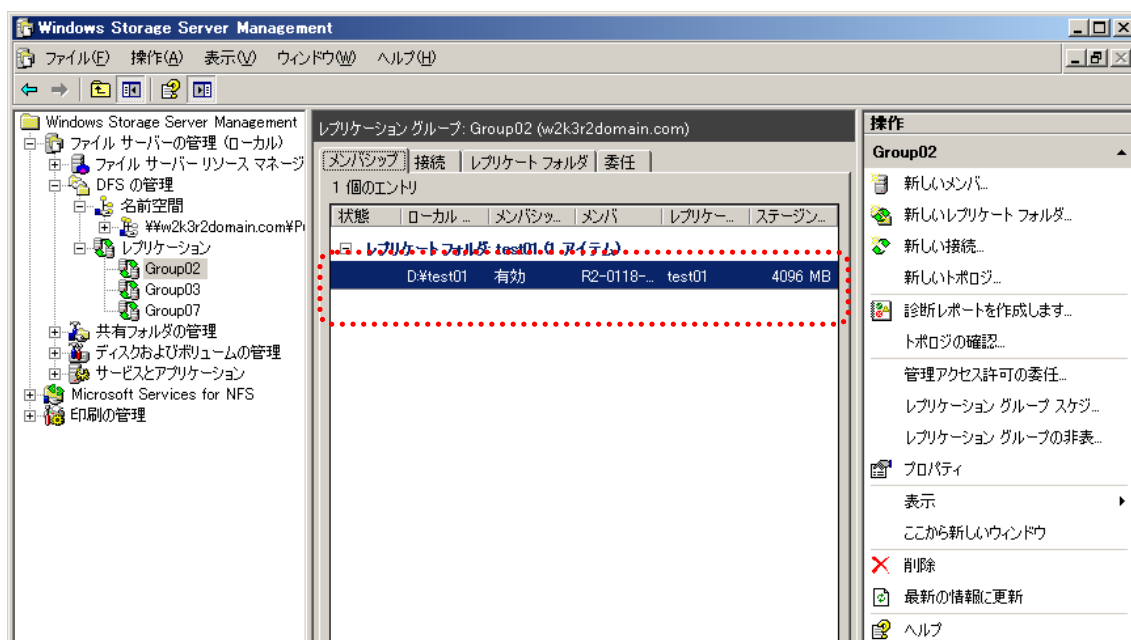 Windows Storage Server Management
ファイル(F) 操作(A) 表示(V) ウィンドウ(W) ヘルプ(H)
Windows Storage Server Management
ファイル サーバーの管理 (ローカル)
ファイル サーバー リソース マネージ
DFS の管理
名前空間
¥¥w2k3r2domain.com¥P
レプリケーション
Group02
Group03
Group07
共有フォルダの管理
ディスクおよびボリュームの管理
サービスとアプリケーション
Microsoft Services for NFS
印刷の管理
レプリケーション グループ: Group02 (w2k3r2domain.com)
メンバシップ 接続 レプリケート フォルダ 委任
1 個のエントリ
状態 ローカル ... メンバシッ... メンバ レプリケー... ステージン...
レプリケート フォルダ: test01 (1 アイテム)
D:¥test01 有効 R2-0118-... test01 4096 MB
操作
Group02
新しいメンバ...
新しいレプリケート フォルダ...
新しい接続...
新しいトポロジ...
診断レポートを作成します...
トポロジの確認...
管理アクセス許可の委任...
レプリケーション グループ スケジ...
レプリケーション グループの非表...
プロパティ
表示
ここから新しいウィンドウ
削除
最新の情報に更新
ヘルプ